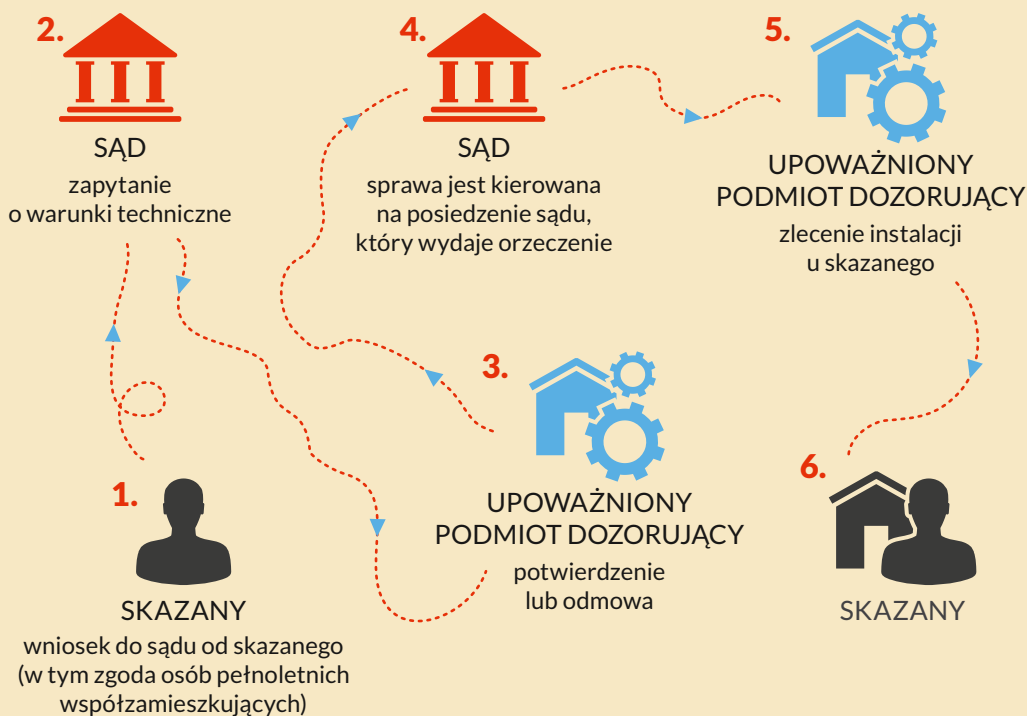 1.
SKAZANY
wniosek do sądu od skazanego
(w tym zgoda osób pełnoletnich
współzamieszkujących)
2.
SĄD
zapytanie
o warunki techniczne
3.
UPOWAŻNIONY
PODMIOT DOZORUJĄCY
potwierdzenie
lub odmowa
4.
SĄD
sprawa jest kierowana
na posiedzenie sądu,
który wydaje orzeczenie
5.
UPOWAŻNIONY
PODMIOT DOZORUJĄCY
zlecenie instalacji
u skazanego
6.
SKAZANY